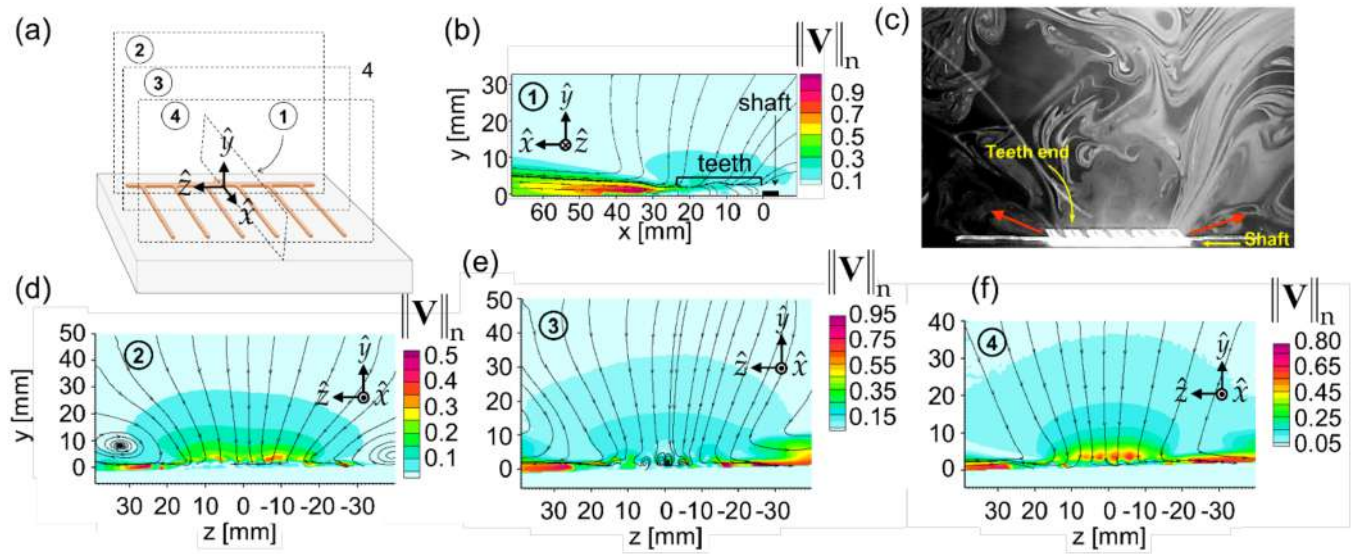 (a)
2
3
4
4
1
ŷ
ẑ
x̂
(b)
‖V‖n
1
ŷ
x̂
ẑ
shaft
teeth
y [mm]
30
20
10
0
60 50 40 30 20 10 0
x [mm]
0.9
0.7
0.5
0.3
0.1
(c)
Teeth end
Shaft
(d)
‖V‖n
2
ŷ
ẑ
x̂
y [mm]
50
40
30
20
10
0
30 20 10 0 -10 -20 -30
z [mm]
0.5
0.4
0.3
0.2
0.1
(e)
‖V‖n
3
ŷ
ẑ
x̂
50
40
30
20
10
0
30 20 10 0 -10 -20 -30
z [mm]
0.95
0.75
0.55
0.35
0.15
(f)
‖V‖n
4
ŷ
ẑ
x̂
40
30
20
10
0
30 20 10 0 -10 -20 -30
z [mm]
0.80
0.65
0.45
0.25
0.05